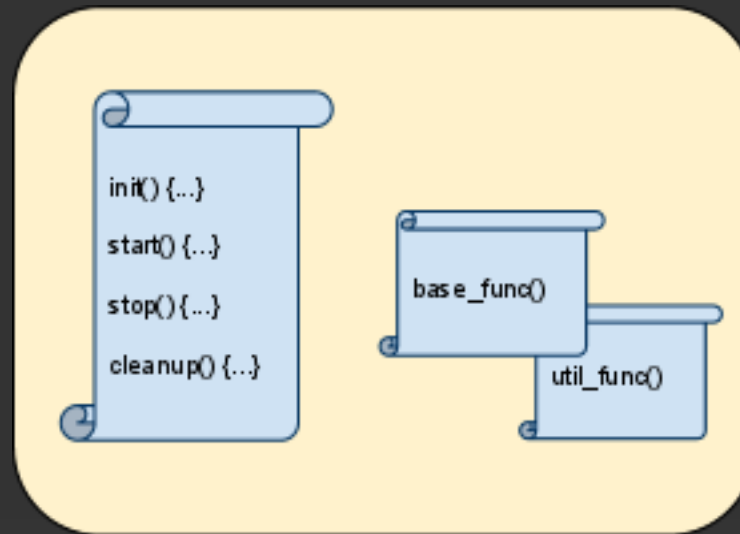 init() {...}
start() {...}
stop() {...}
cleanup() {...}
base_func()
util_func()